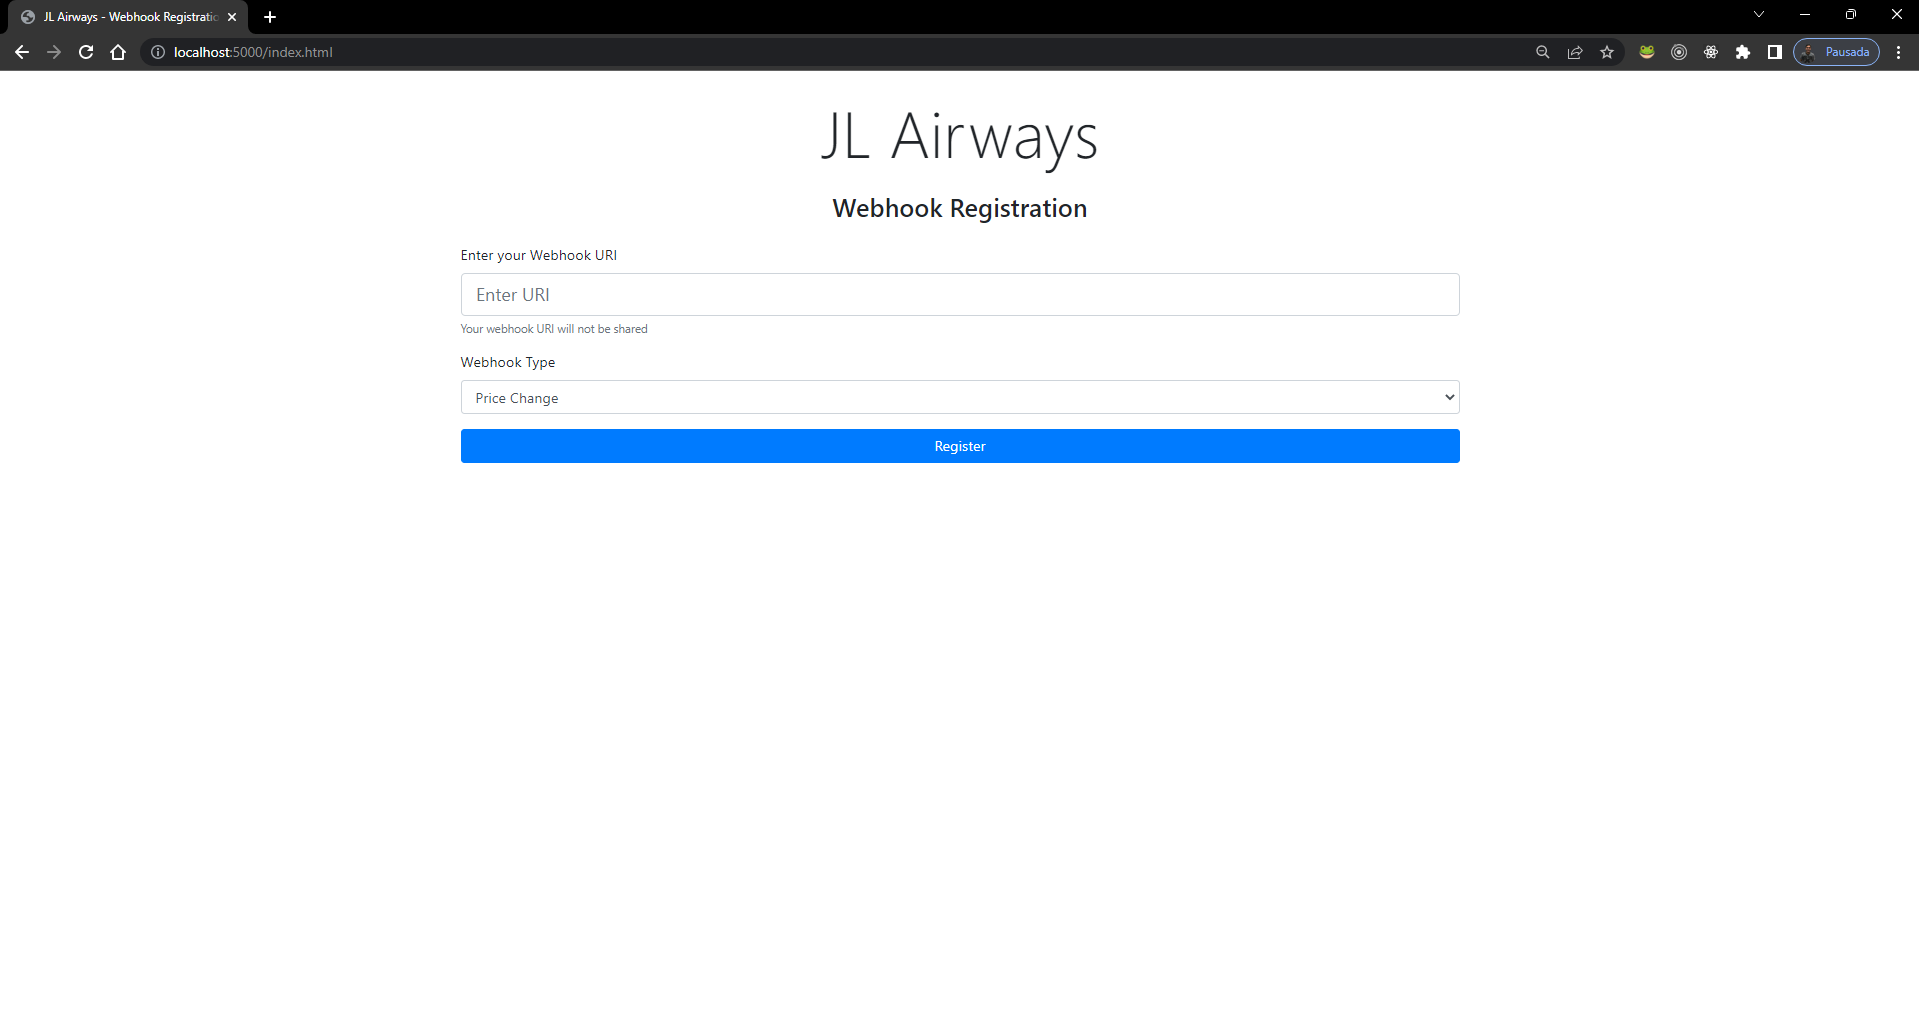 JL Airways - Webhook Registratio
localhost:5000/index.html
Pausada
JL Airways
Webhook Registration
Enter your Webhook URI
Enter URI
Your webhook URI will not be shared
Webhook Type
Price Change
Register